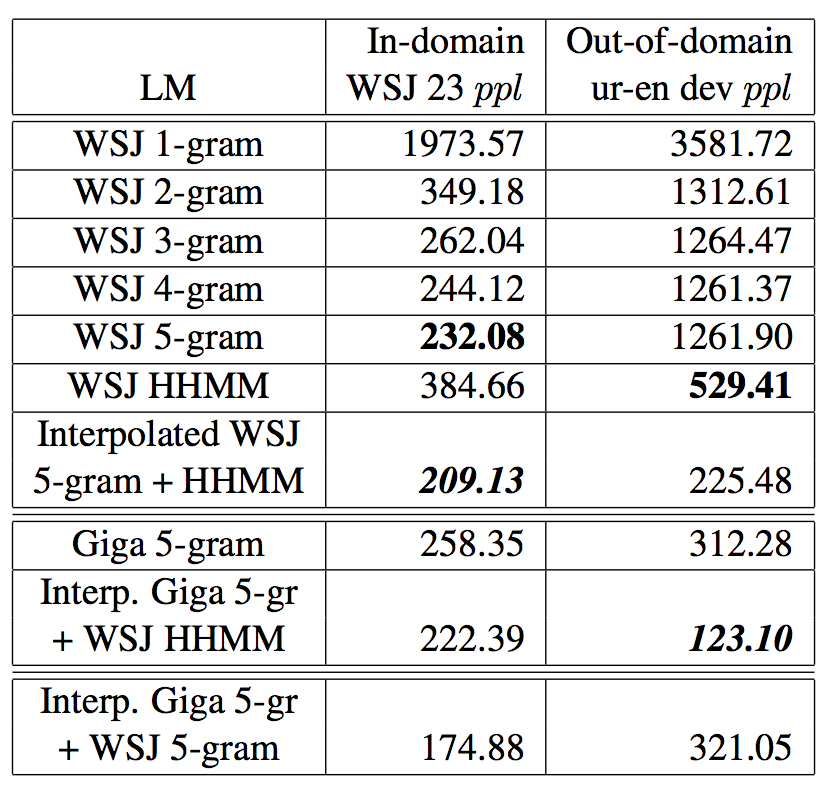 In-domain Out-of-domain
LM WSJ 23 ppl ur-en dev ppl
WSJ 1-gram 1973.57 3581.72
WSJ 2-gram 349.18 1312.61
WSJ 3-gram 262.04 1264.47
WSJ 4-gram 244.12 1261.37
WSJ 5-gram 232.08 1261.90
WSJ HHMM 384.66 529.41
Interpolated WSJ
5-gram + HHMM 209.13 225.48
Giga 5-gram 258.35 312.28
Interp. Giga 5-gr
+ WSJ HHMM 222.39 123.10
Interp. Giga 5-gr
+ WSJ 5-gram 174.88 321.05